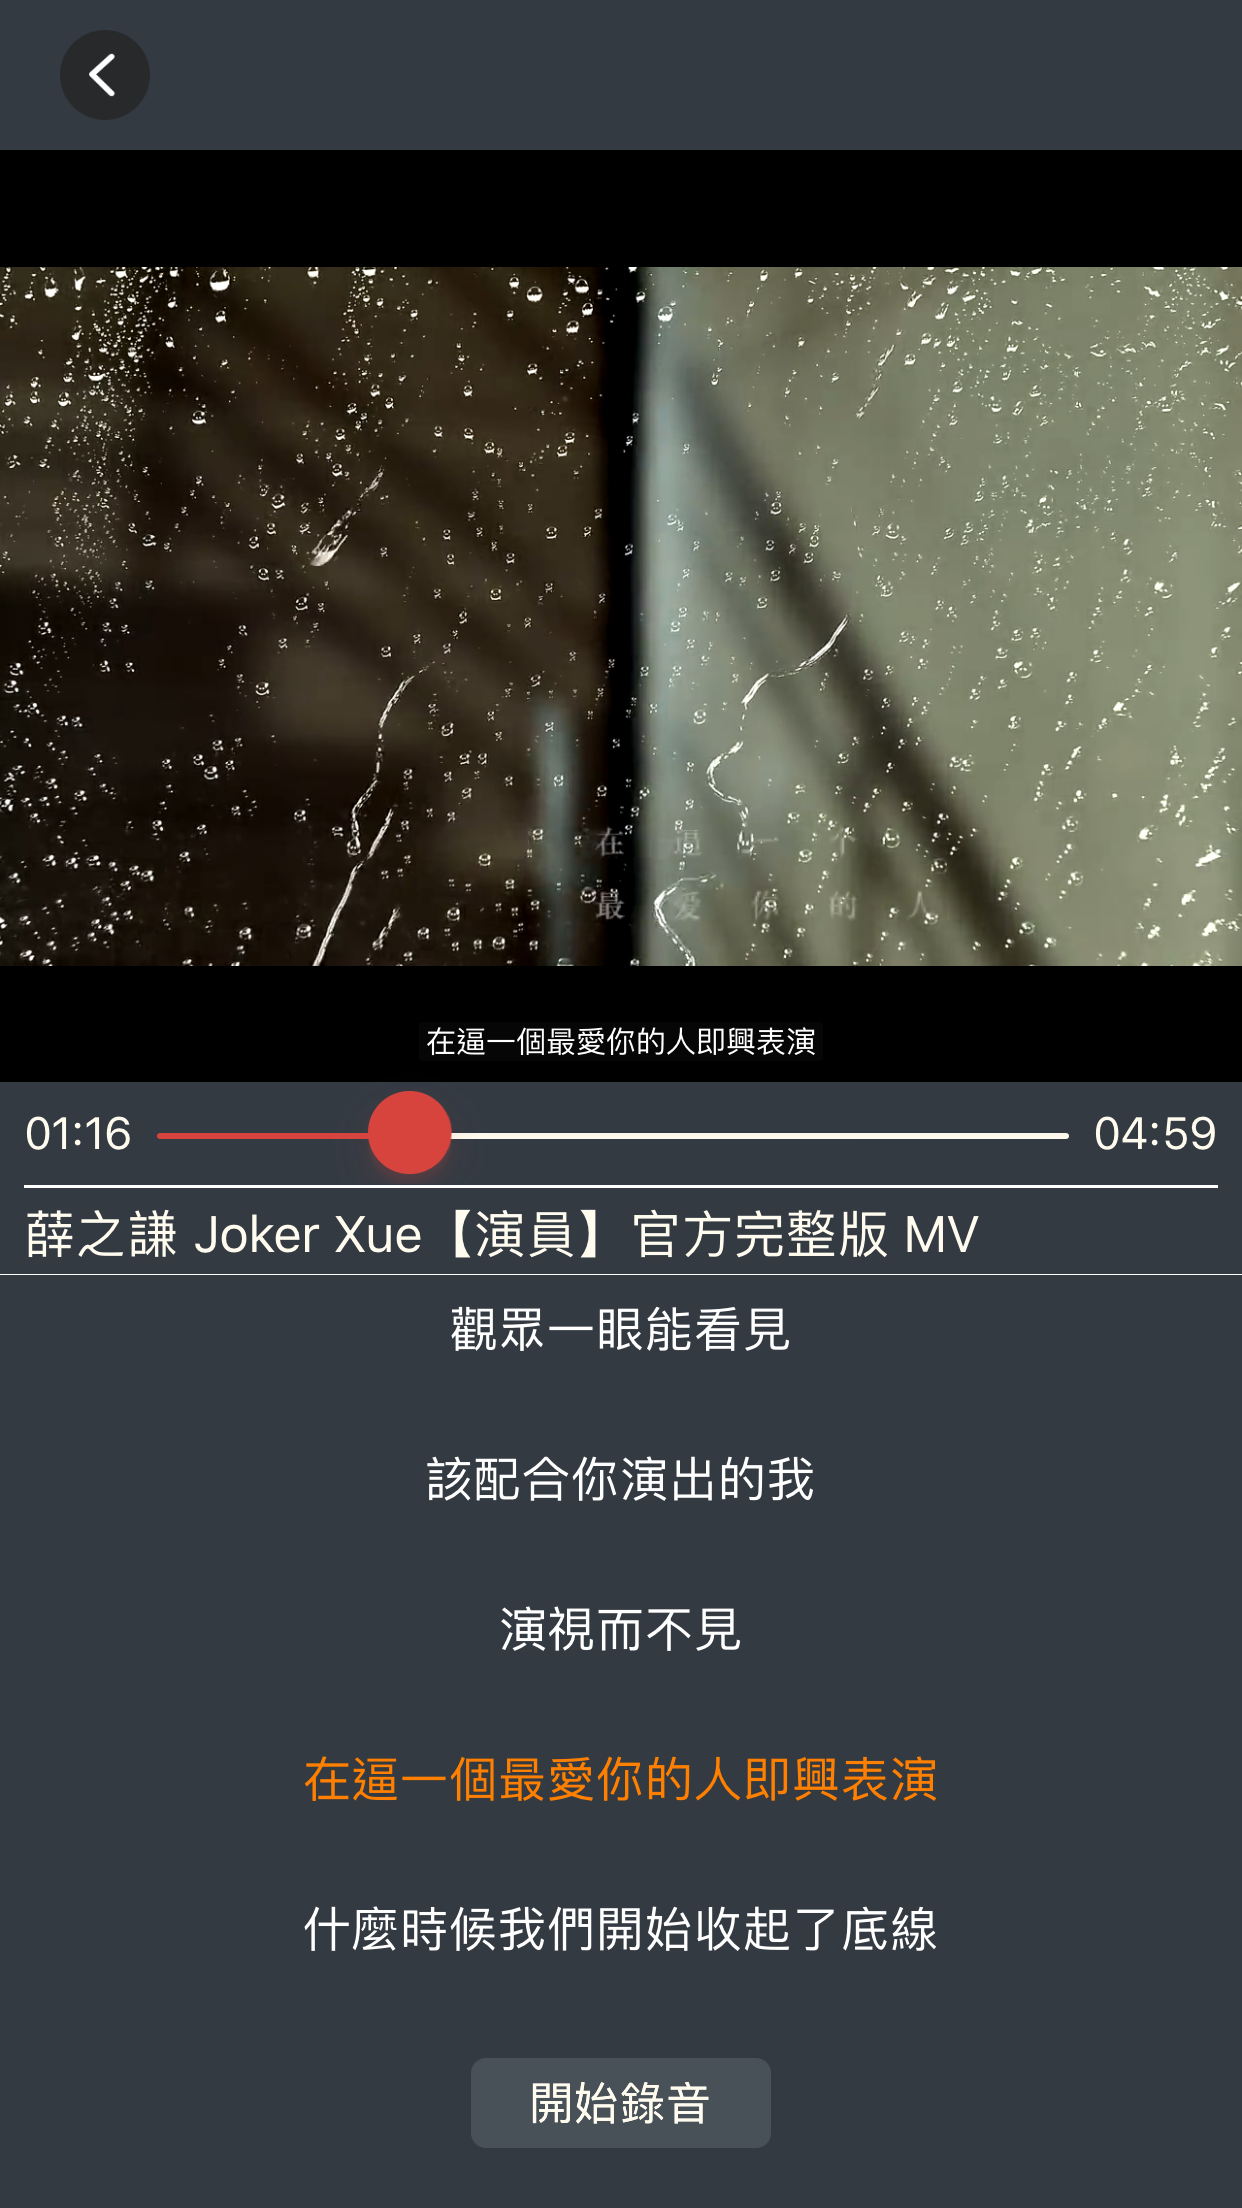 在逼一个
最爱你的人
在逼一個最愛你的人即興表演
01:16
04:59
薛之謙 Joker Xue【演員】官方完整版 MV
觀眾一眼能看見
該配合你演出的我
演視而不見
在逼一個最愛你的人即興表演
什麼時候我們開始收起了底線
開始錄音